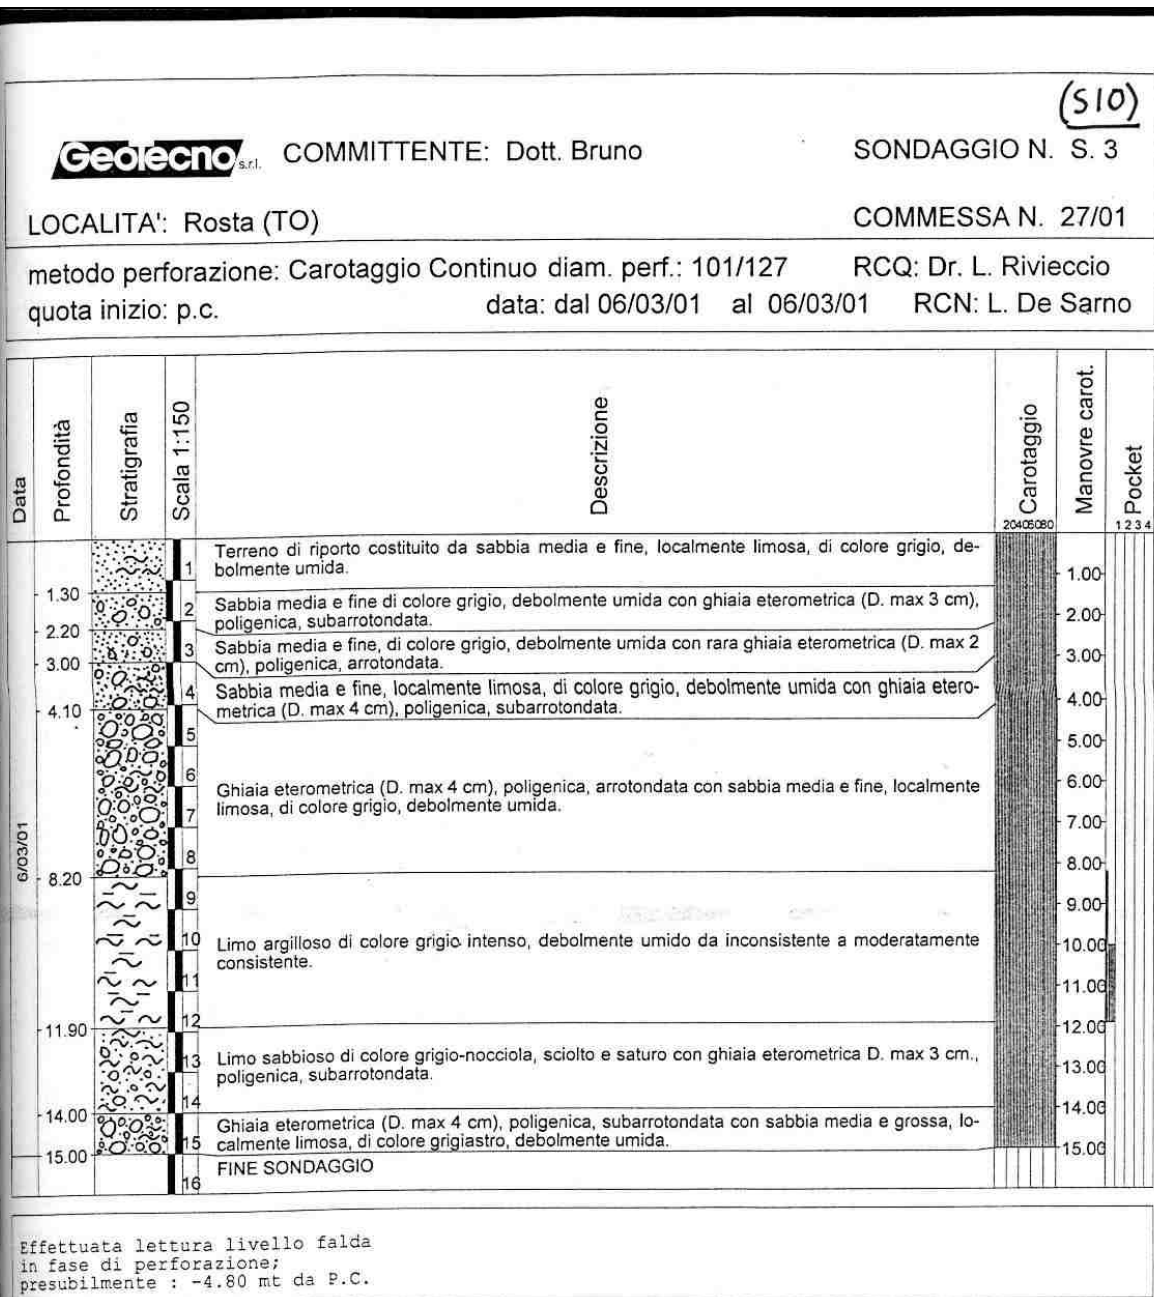 (S10)
GeoTecno s.r.l. COMMITTENTE: Dott. Bruno SONDAGGIO N. S. 3
LOCALITA': Rosta (TO) COMMESSA N. 27/01
metodo perforazione: Carotaggio Continuo diam. perf.: 101/127 RCQ: Dr. L. Rivieccio
quota inizio: p.c. data: dal 06/03/01 al 06/03/01 RCN: L. De Sarno
Data Profondità Stratigrafia Scala 1:150 Descrizione Carotaggio Manovre carot. Pocket
20406080 1 2 3 4
Terreno di riporto costituito da sabbia media e fine, localmente limosa, di colore grigio, de-
1 bolmente umida. 1.00
1.30
2 Sabbia media e fine di colore grigio, debolmente umida con ghiaia eterometrica (D. max 3 cm), 2.00
poligenica, subarrotondata.
2.20
3 Sabbia media e fine, di colore grigio, debolmente umida con rara ghiaia eterometrica (D. max 2 3.00
3.00 cm), poligenica, arrotondata.
4 Sabbia media e fine, localmente limosa, di colore grigio, debolmente umida con ghiaia etero- 4.00
4.10 metrica (D. max 4 cm), poligenica, subarrotondata.
5 5.00
6 Ghiaia eterometrica (D. max 4 cm), poligenica, arrotondata con sabbia media e fine, localmente 6.00
7 limosa, di colore grigio, debolmente umida. 7.00
6/03/01
8 8.00
8.20
9 9.00
10 Limo argilloso di colore grigio intenso, debolmente umido da inconsistente a moderatamente 10.00
consistente.
11 11.00
12 12.00
11.90
13 Limo sabbioso di colore grigio-nocciola, sciolto e saturo con ghiaia eterometrica D. max 3 cm., 13.00
poligenica, subarrotondata.
14 14.00
14.00 Ghiaia eterometrica (D. max 4 cm), poligenica, subarrotondata con sabbia media e grossa, lo-
15 calmente limosa, di colore grigiastro, debolmente umida. 15.00
15.00 FINE SONDAGGIO
16
Effettuata lettura livello falda
in fase di perforazione;
presubilmente : -4.80 mt da P.C.